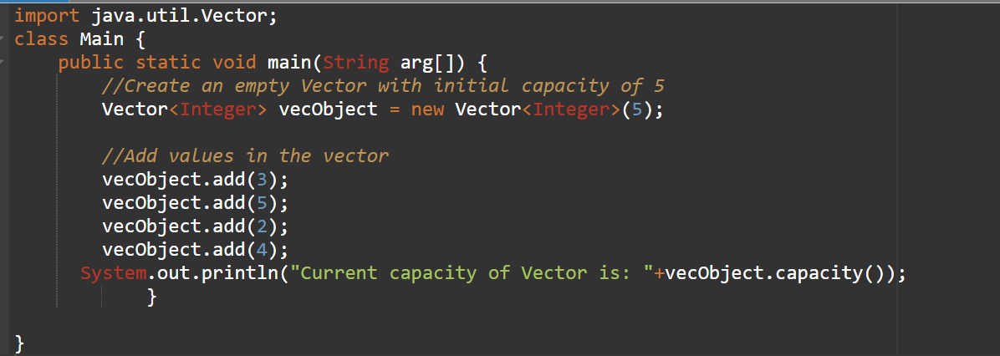 import java.util.Vector;
class Main {
    public static void main(String arg[]) {
        //Create an empty Vector with initial capacity of 5
        Vector<Integer> vecObject = new Vector<Integer>(5);
        //Add values in the vector
        vecObject.add(3);
        vecObject.add(5);
        vecObject.add(2);
        vecObject.add(4);
      System.out.println("Current capacity of Vector is: "+vecObject.capacity());
            }
}